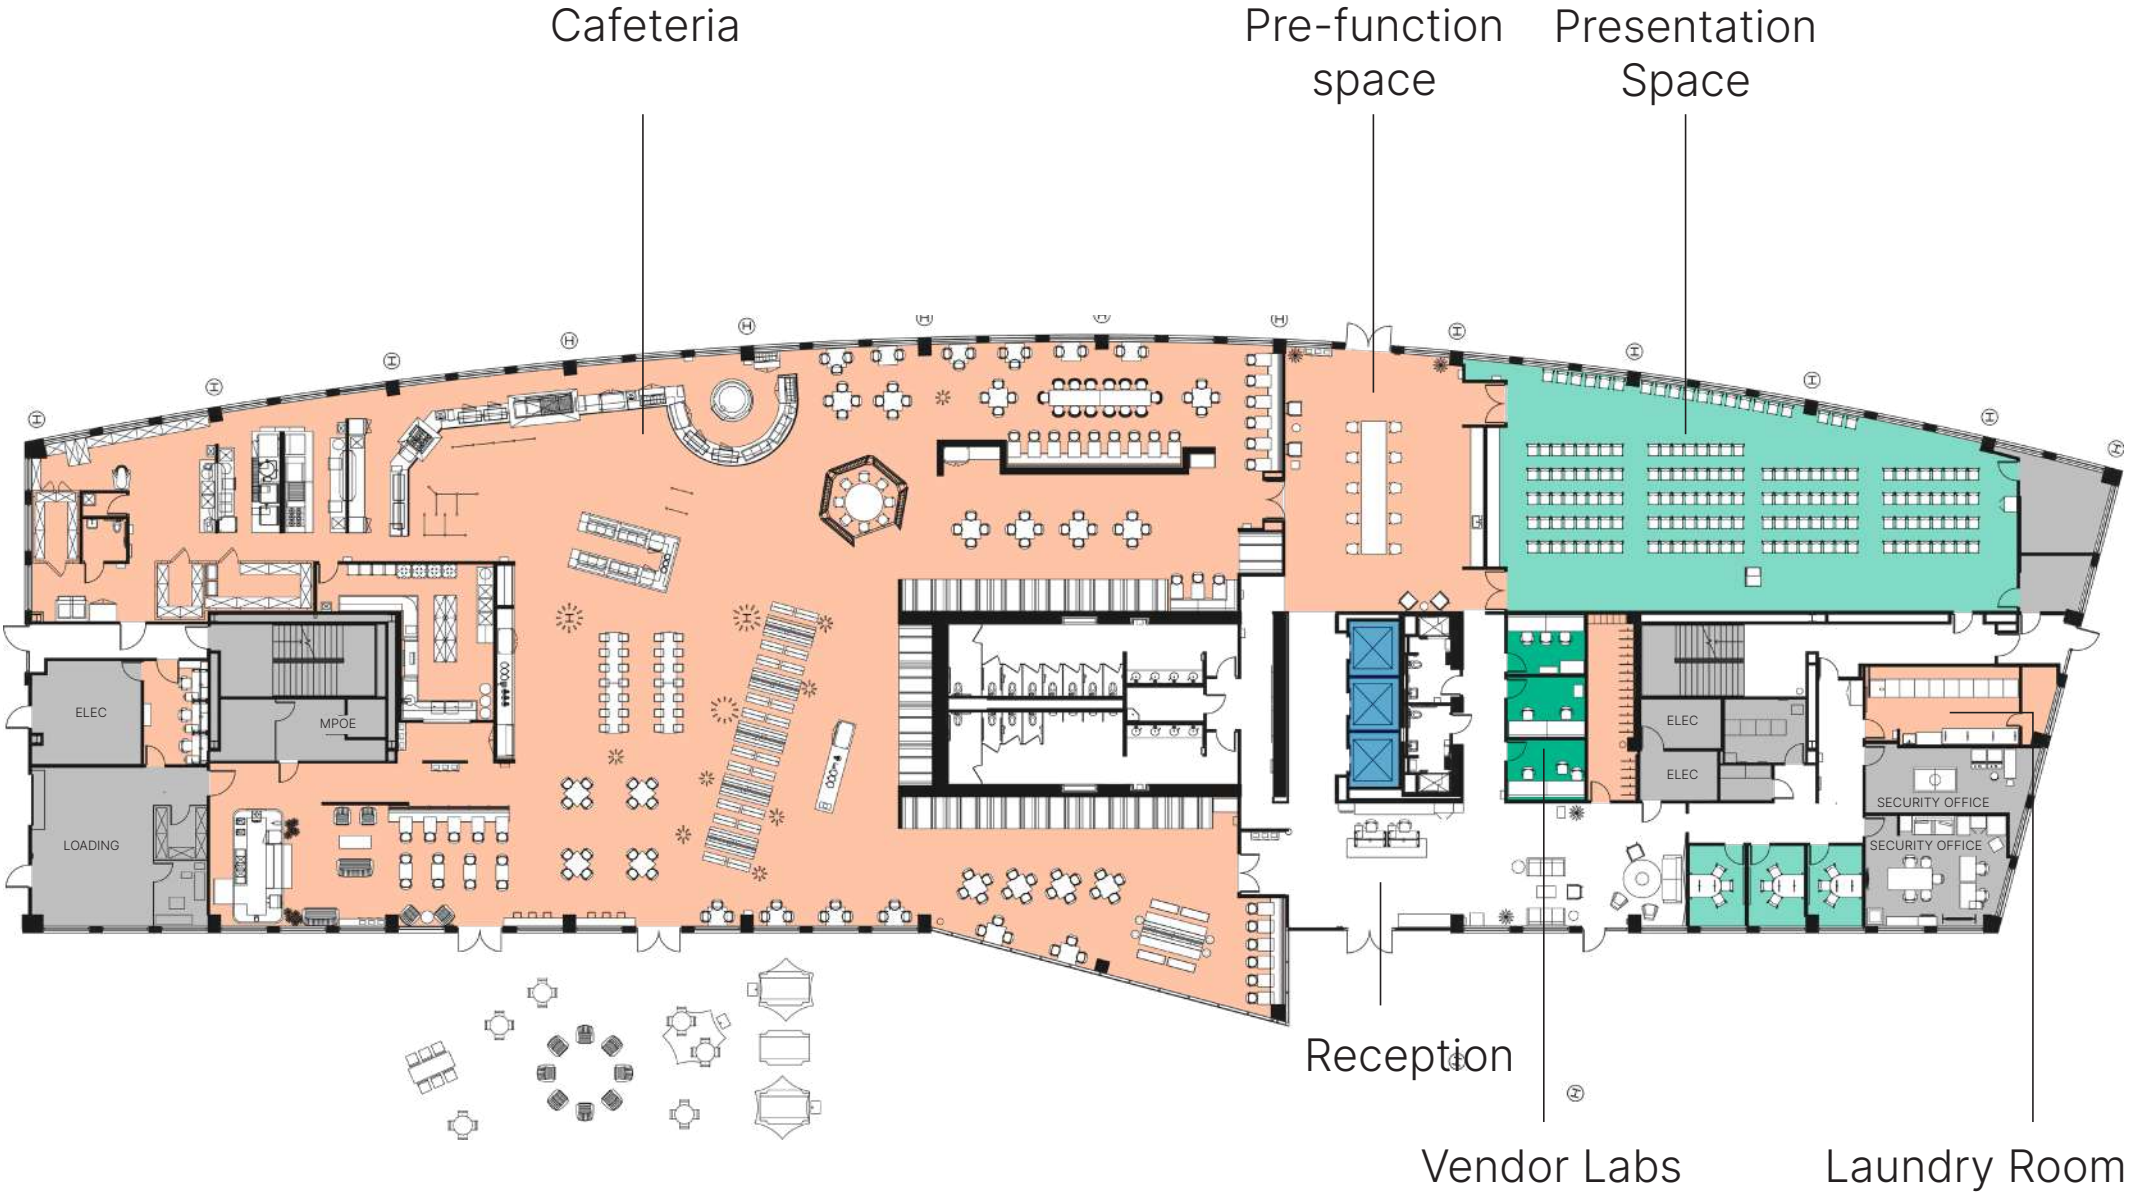 Cafeteria
Pre-function
space
Presentation
Space
H
H
H
H
H
H
H
H
H
H
H
H
H
ELEC
MPOE
LOADING
ELEC
ELEC
SECURITY OFFICE
SECURITY OFFICE
Reception
H
H
Vendor Labs
Laundry Room